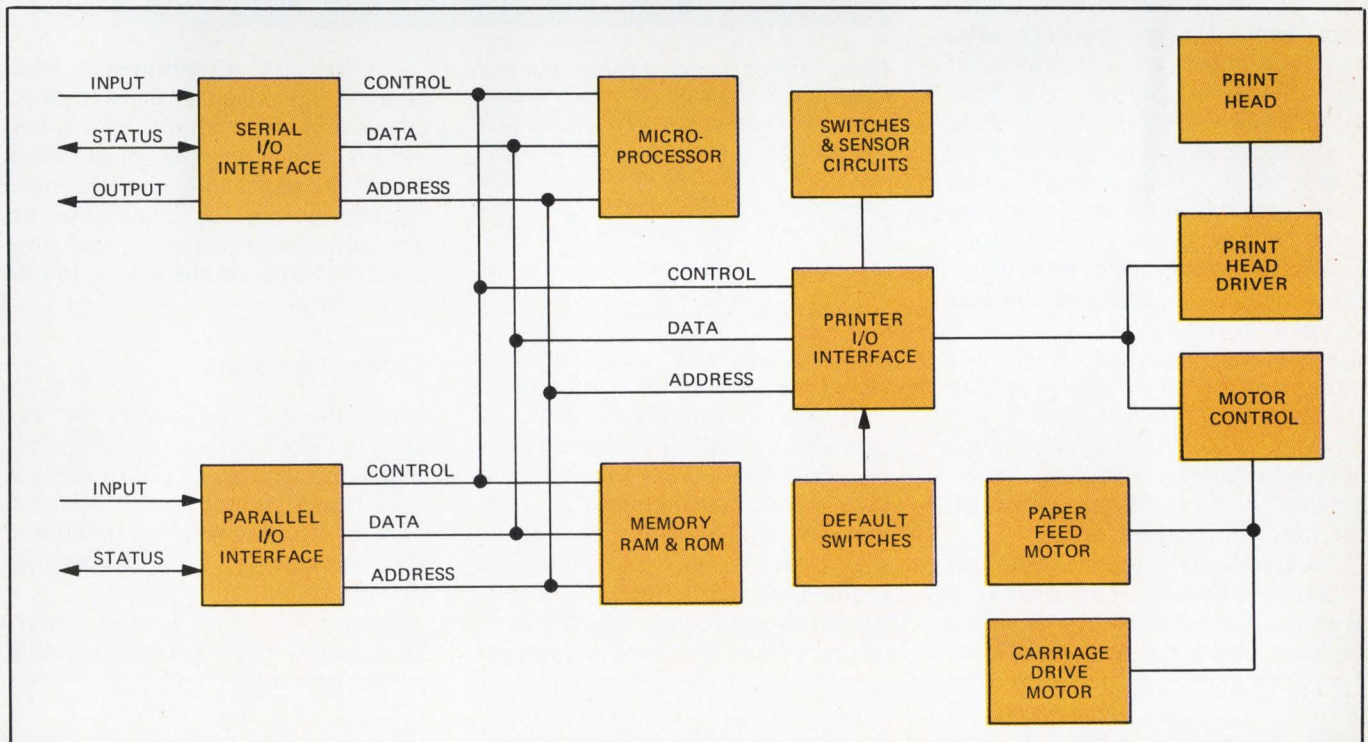 INPUT
STATUS
OUTPUT
SERIAL
I/O
INTERFACE
CONTROL
DATA
ADDRESS
MICRO-
PROCESSOR
SWITCHES
& SENSOR
CIRCUITS
PRINT
HEAD
PRINT
HEAD
DRIVER
CONTROL
DATA
ADDRESS
PRINTER
I/O
INTERFACE
MOTOR
CONTROL
INPUT
STATUS
PARALLEL
I/O
INTERFACE
CONTROL
DATA
ADDRESS
MEMORY
RAM & ROM
DEFAULT
SWITCHES
PAPER
FEED
MOTOR
CARRIAGE
DRIVE
MOTOR